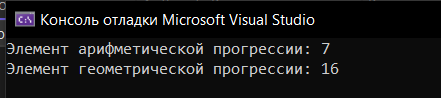 Консоль отладки Microsoft Visual Studio
Элемент арифметической прогрессии: 7
Элемент геометрической прогрессии: 16